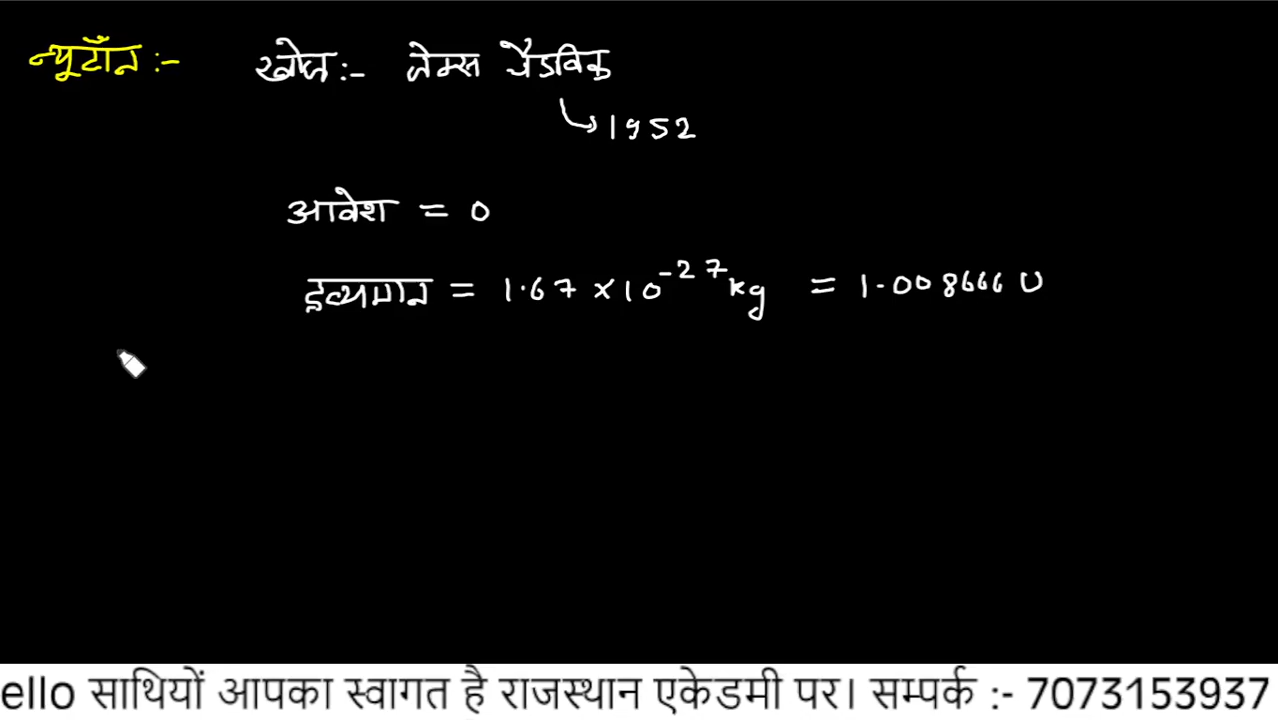 न्यूटॉन :-
खोज :- जेम्स चैडविक
1952
आवेश = 0
द्रव्यमान = 1.67 × 10⁻²⁷ kg = 1.008666 U
ello साथियों आपका स्वागत है राजस्थान एकेडमी पर। सम्पर्क :- 7073153937